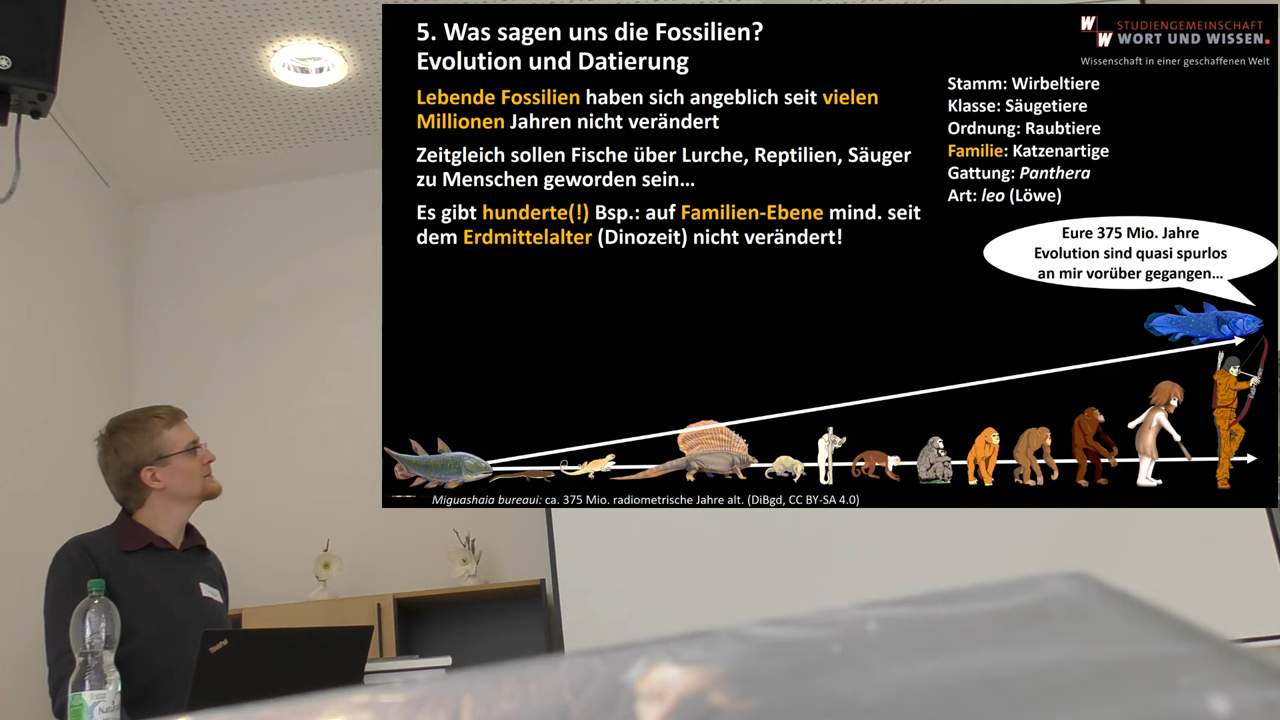 5. Was sagen uns die Fossilien?
Evolution und Datierung
Lebende Fossilien haben sich angeblich seit vielen
Millionen Jahren nicht verändert
Zeitgleich sollen Fische über Lurche, Reptilien, Säuger
zu Menschen geworden sein...
Es gibt hunderte(!) Bsp.: auf Familien-Ebene mind. seit
dem Erdmittelalter (Dinozeit) nicht verändert!
W
W
STUDIENGEMEINSCHAFT
WORT UND WISSEN.
Wissenschaft in einer geschaffenen Welt
Stamm: Wirbeltiere
Klasse: Säugetiere
Ordnung: Raubtiere
Familie: Katzenartige
Gattung: Panthera
Art: leo (Löwe)
Eure 375 Mio. Jahre
Evolution sind quasi spurlos
an mir vorüber gegangen...
Miguashaia bureaui: ca. 375 Mio. radiometrische Jahre alt. (DiBgd, CC BY-SA 4.0)
ThinkPad